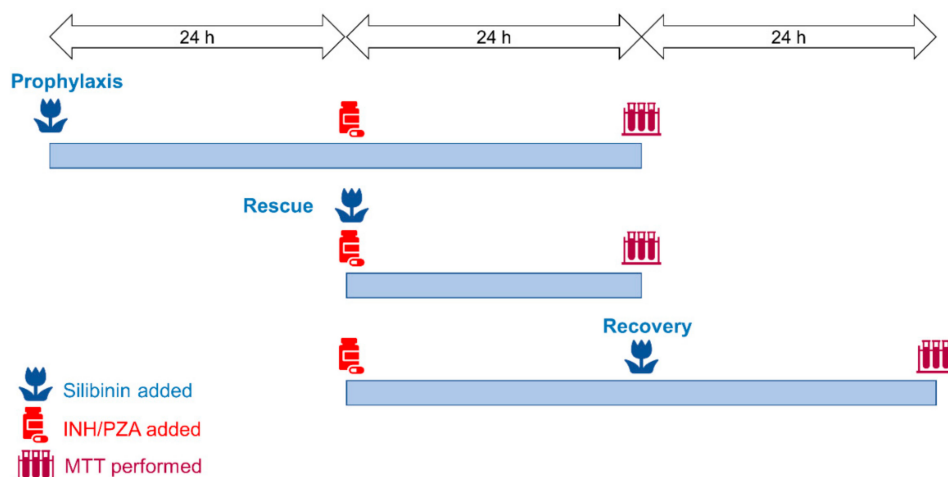 24 h 24 h 24 h
Prophylaxis
Rescue
Recovery
Silibinin added
INH/PZA added
MTT performed